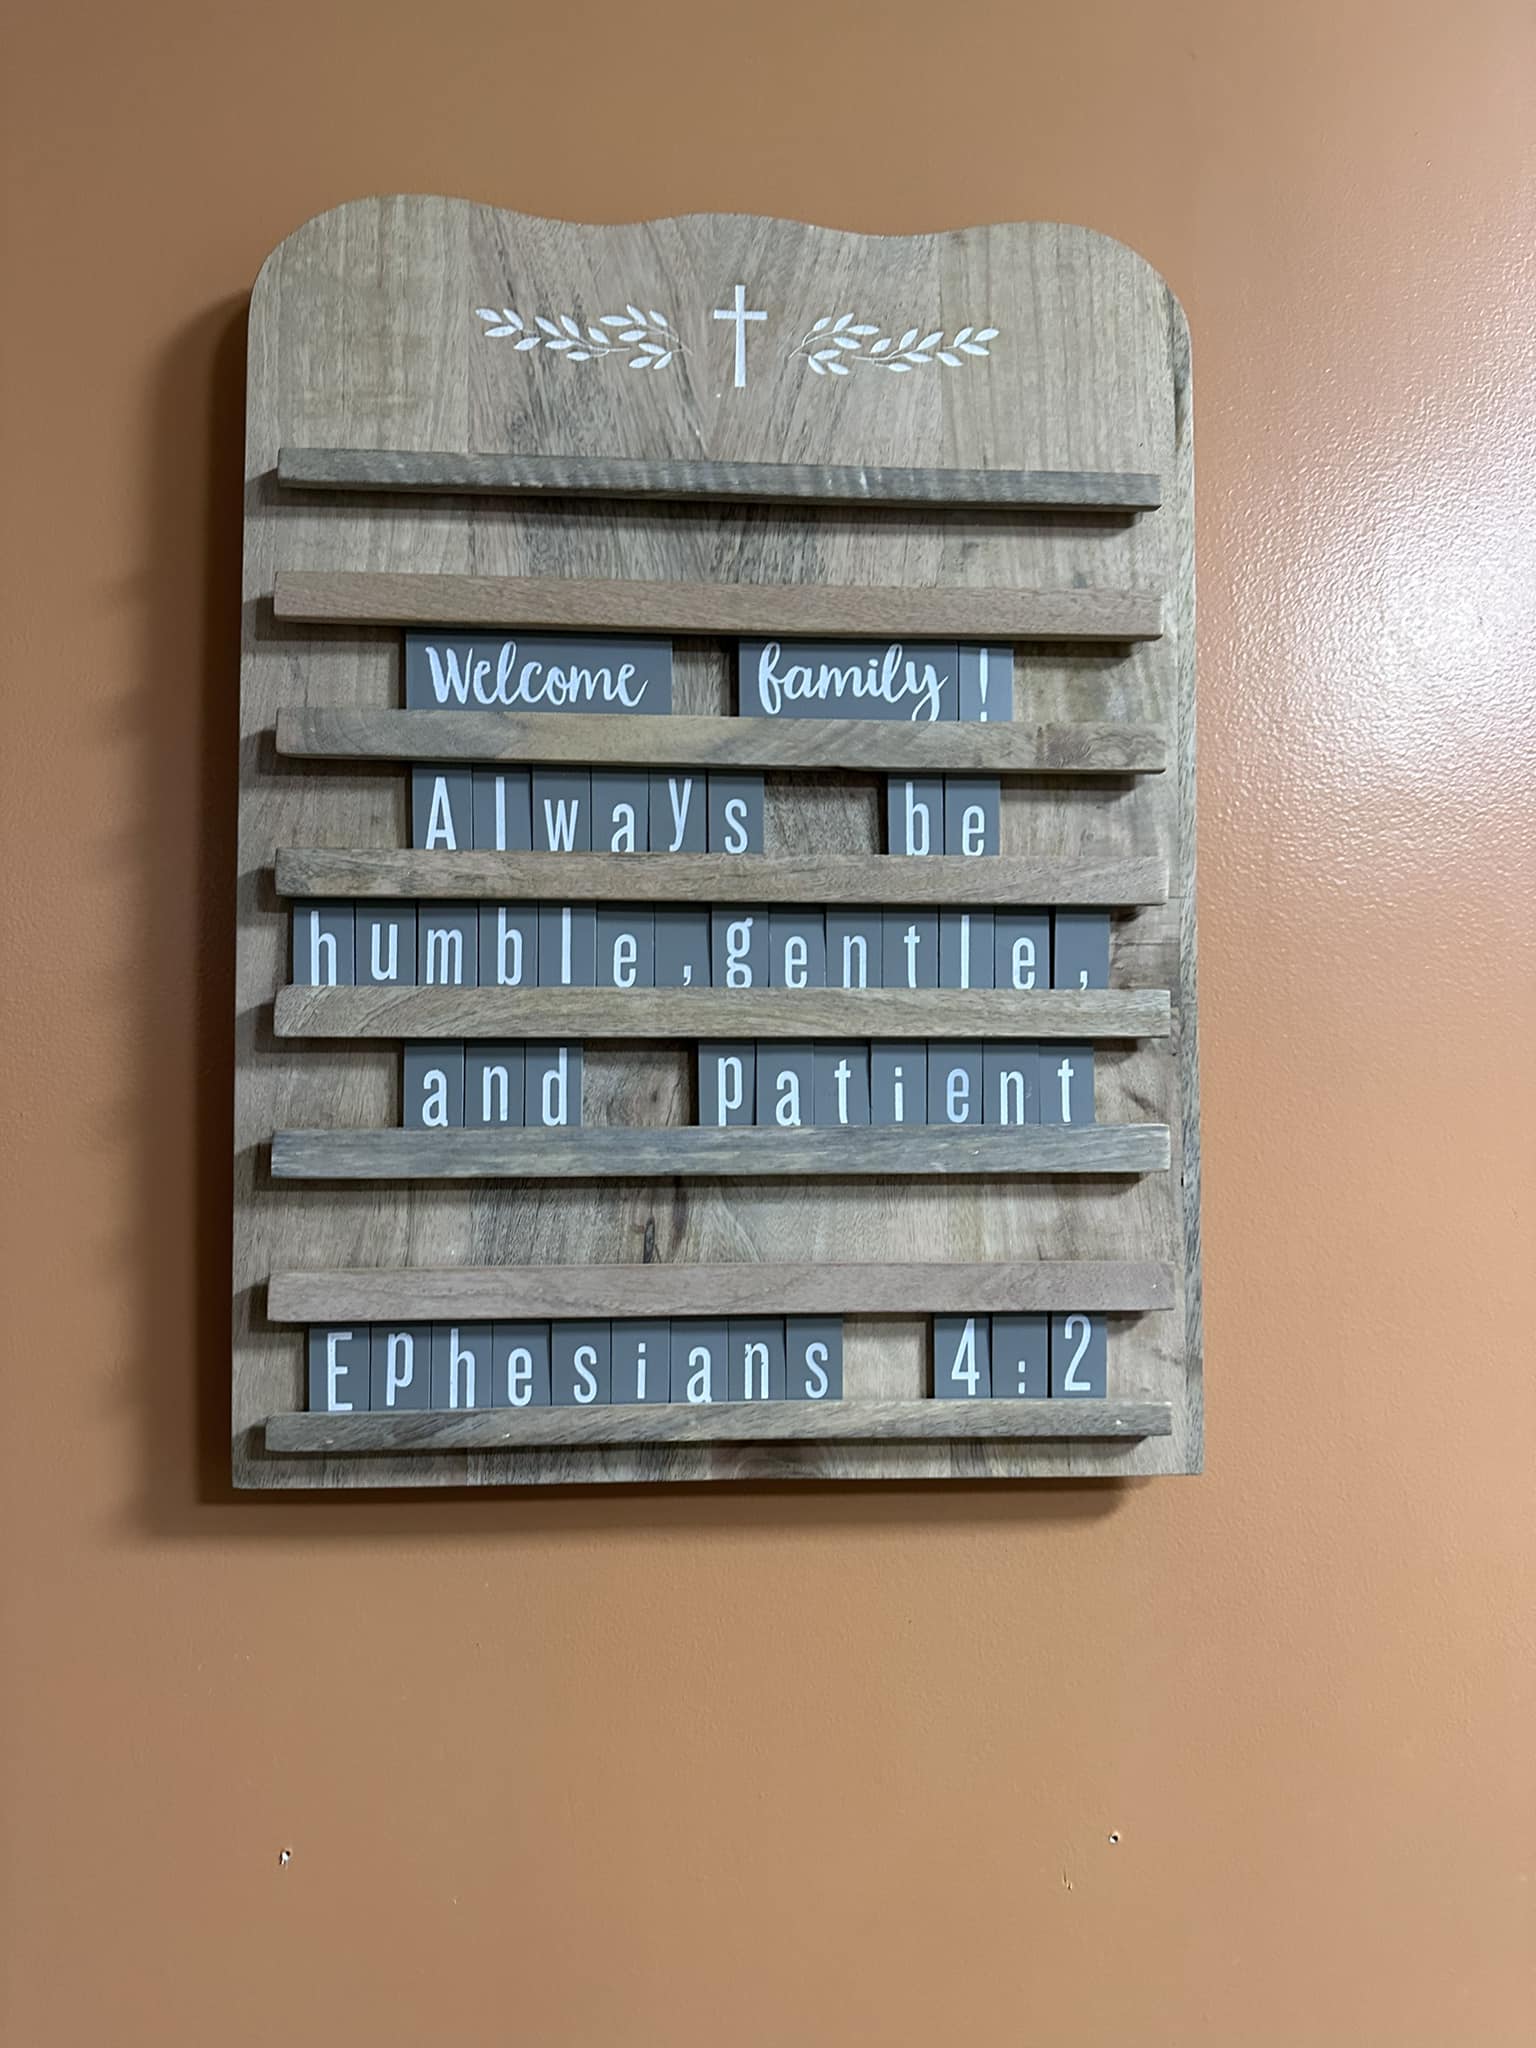 Welcome family!
Always be
humble, gentle,
and patient
Ephesians 4:2